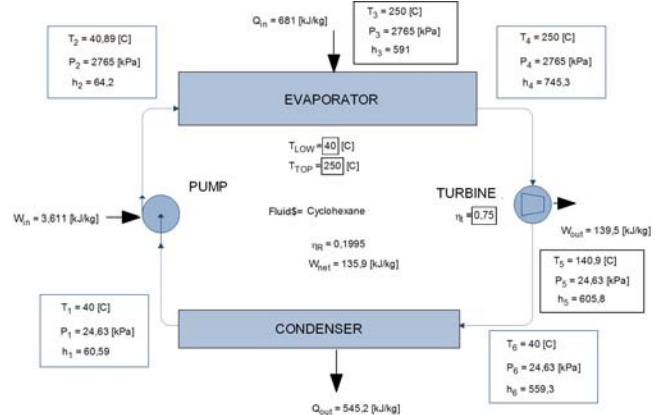 Q_in = 681 [kJ/kg]
T_2 = 40,89 [C]
P_2 = 2765 [kPa]
h_2 = 64,2
T_3 = 250 [C]
P_3 = 2765 [kPa]
h_3 = 591
T_4 = 250 [C]
P_4 = 2765 [kPa]
h_4 = 745,3
EVAPORATOR
T_LOW = 40 [C]
T_TOP = 250 [C]
PUMP
TURBINE
η_t = 0,75
W_in = 3,611 [kJ/kg]
Fluid$= Cyclohexane
W_out = 139,5 [kJ/kg]
η_R = 0,1995
W_net = 135,9 [kJ/kg]
T_5 = 140,9 [C]
P_5 = 24,63 [kPa]
h_5 = 605,8
T_1 = 40 [C]
P_1 = 24,63 [kPa]
h_1 = 60,59
CONDENSER
T_6 = 40 [C]
P_6 = 24,63 [kPa]
h_6 = 559,3
Q_out = 545,2 [kJ/kg]